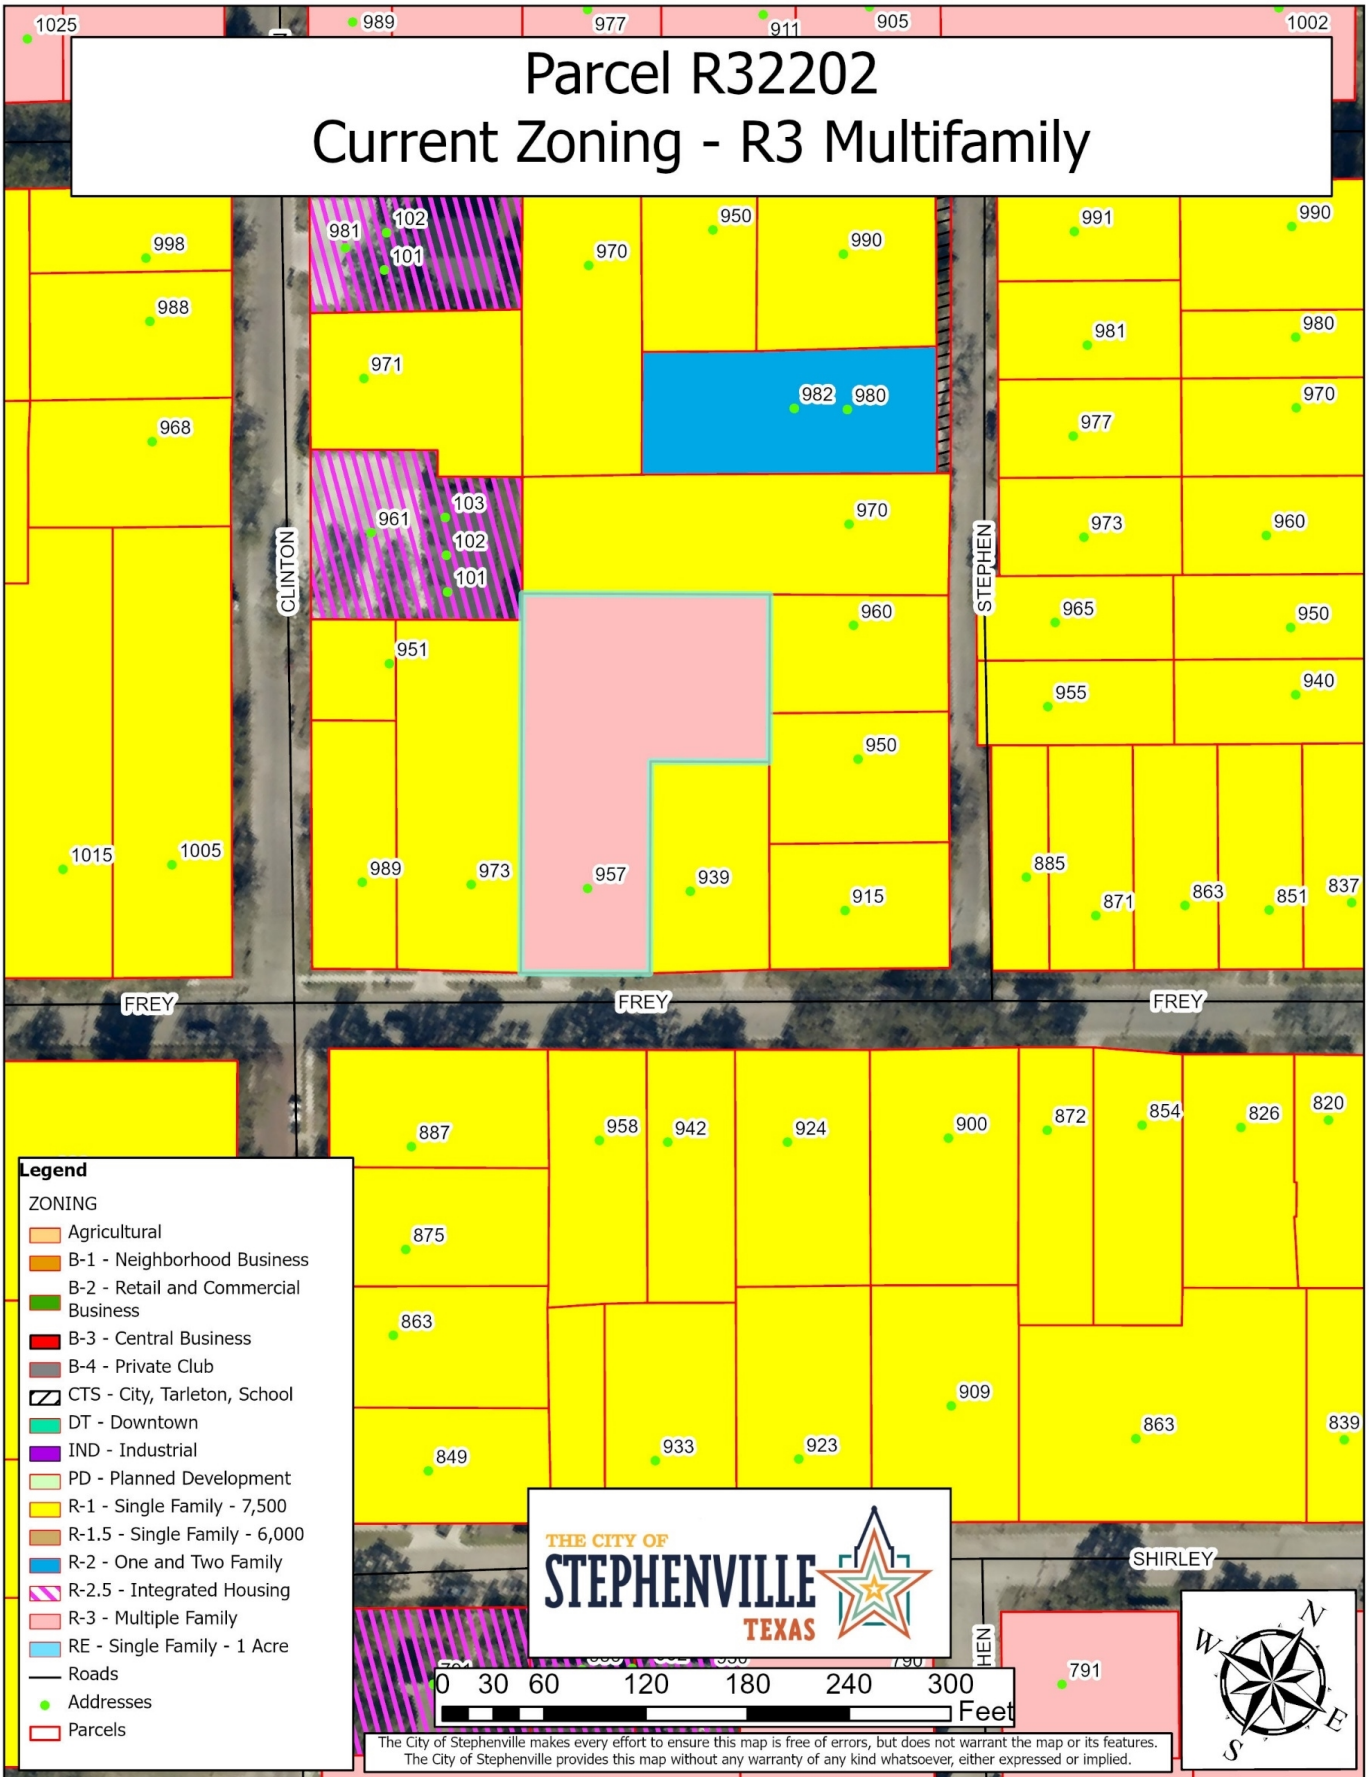 1025
989
977
911
905
1002
Parcel R32202
Current Zoning - R3 Multifamily
998
988
968
981
102
101
971
970
950
990
982
980
991
990
981
980
977
970
973
960
961
103
102
101
970
CLINTON
STEPHEN
960
965
950
955
940
951
950
1015
1005
989
973
957
939
915
885
871
863
851
837
FREY
FREY
FREY
887
958
942
924
900
872
854
826
820
875
863
849
933
923
909
863
839
Legend
ZONING
Agricultural
B-1 - Neighborhood Business
B-2 - Retail and Commercial
Business
B-3 - Central Business
B-4 - Private Club
CTS - City, Tarleton, School
DT - Downtown
IND - Industrial
PD - Planned Development
R-1 - Single Family - 7,500
R-1.5 - Single Family - 6,000
R-2 - One and Two Family
R-2.5 - Integrated Housing
R-3 - Multiple Family
RE - Single Family - 1 Acre
Roads
Addresses
Parcels
THE CITY OF
STEPHENVILLE
TEXAS
SHIRLEY
HEN
791
N
W
E
S
0 30 60 120 180 240 300
Feet
The City of Stephenville makes every effort to ensure this map is free of errors, but does not warrant the map or its features.
The City of Stephenville provides this map without any warranty of any kind whatsoever, either expressed or implied.